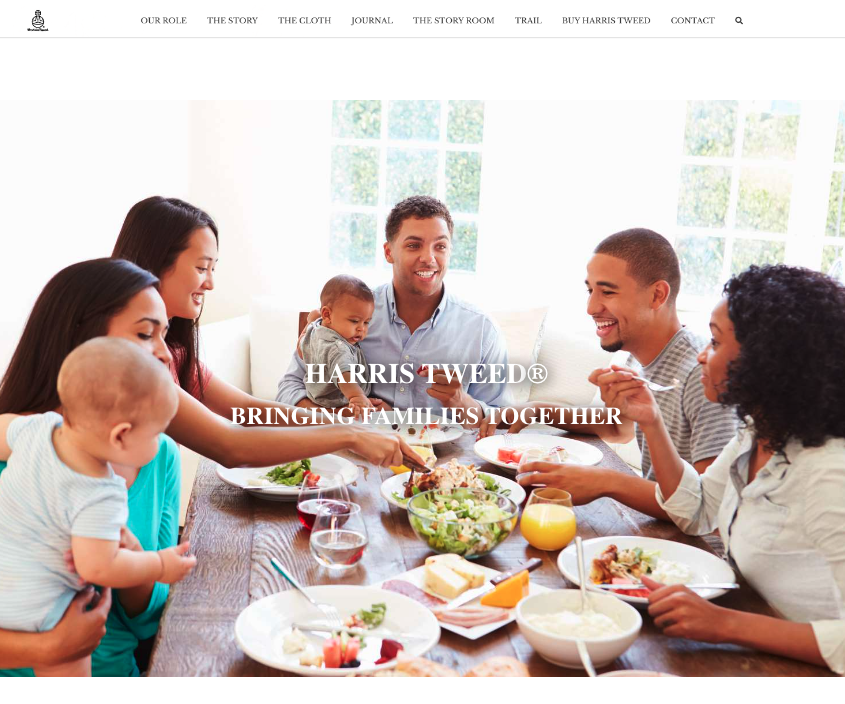 OUR ROLE THE STORY THE CLOTH JOURNAL THE STORY ROOM TRAIL BUY HARRIS TWEED CONTACT
HARRIS TWEED®
BRINGING FAMILIES TOGETHER